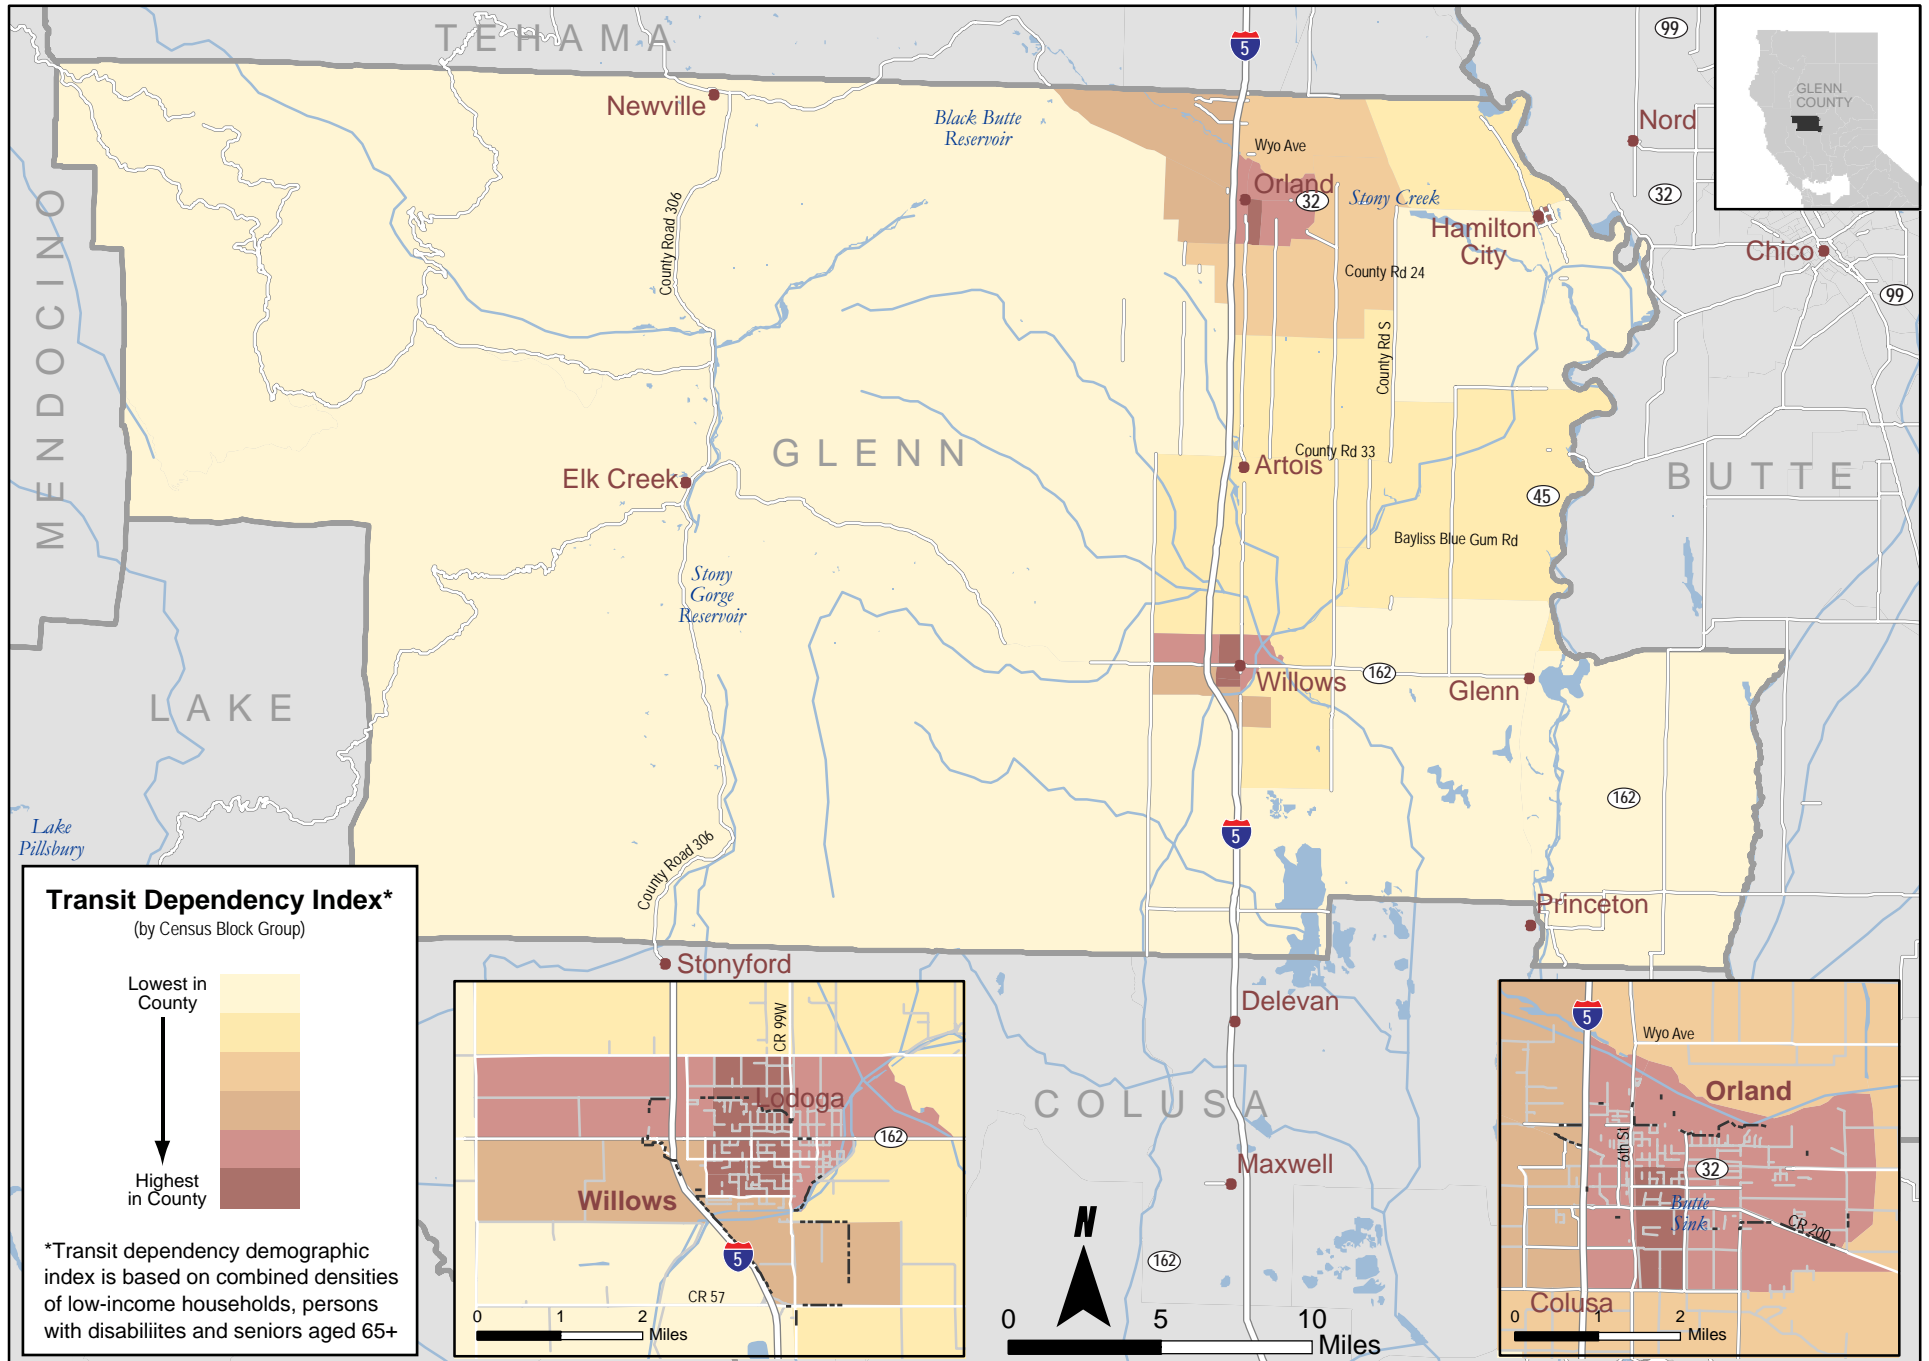 TEHAMA
5
99
GLENN
COUNTY
Newville
Black Butte
Reservoir
Wyo Ave
Nord
Orland
32
Stony Creek
32
Hamilton
City
Chico
County Road 306
County Rd 24
99
MENDOCINO
County Rd S
GLENN
County Rd 33
Artois
BUTTE
Elk Creek
45
Bayliss Blue Gum Rd
Stony
Gorge
Reservoir
162
Willows
Glenn
LAKE
162
Lake
Pillsbury
5
County Road 306
Princeton
Stonyford
Delevan
COLUSA
Maxwell
162
Transit Dependency Index*
(by Census Block Group)
Lowest in
County
Highest
in County
*Transit dependency demographic
index is based on combined densities
of low-income households, persons
with disabiliites and seniors aged 65+
CR 99W
Lodoga
162
Willows
5
CR 57
0 1 2
Miles
N
0 5 10
Miles
5
Wyo Ave
Orland
6th St
32
Butte
Sink
CR 200
Colusa
0 1 2
Miles